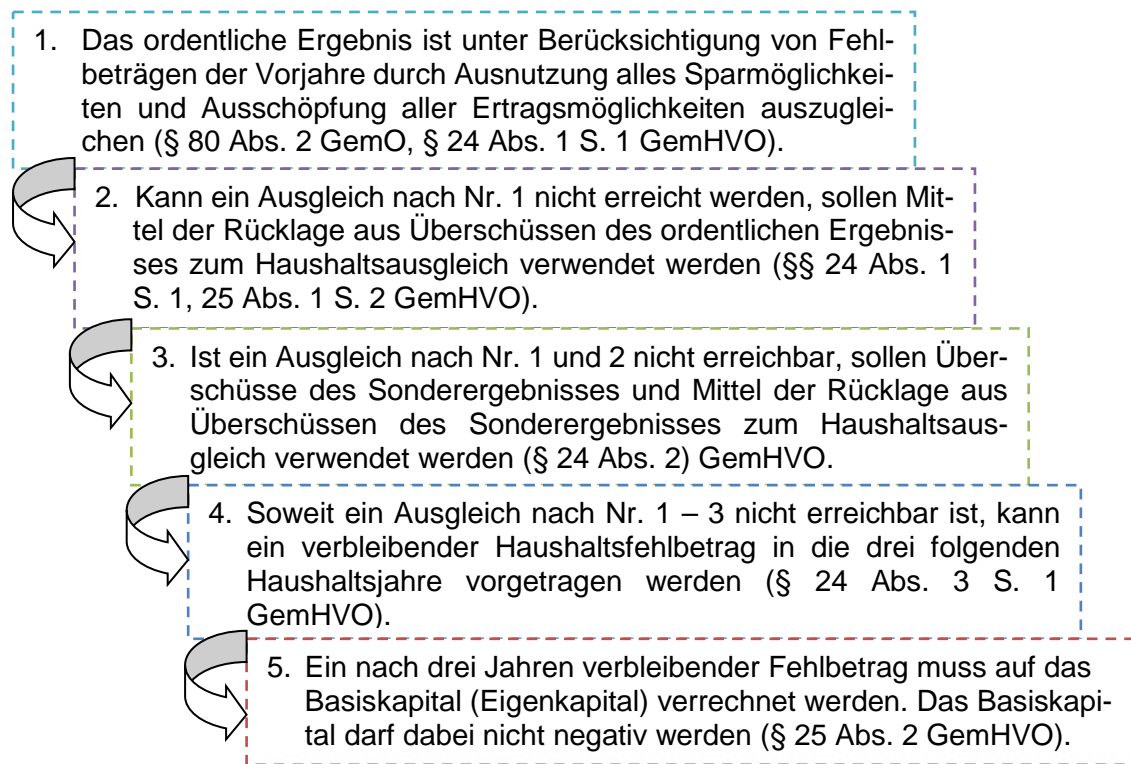 1. Das ordentliche Ergebnis ist unter Berücksichtigung von Fehl-
beträgen der Vorjahre durch Ausnutzung alles Sparmöglichkei-
ten und Ausschöpfung aller Ertragsmöglichkeiten auszuglei-
chen (§ 80 Abs. 2 GemO, § 24 Abs. 1 S. 1 GemHVO).
2. Kann ein Ausgleich nach Nr. 1 nicht erreicht werden, sollen Mit-
tel der Rücklage aus Überschüssen des ordentlichen Ergebnis-
ses zum Haushaltsausgleich verwendet werden (§§ 24 Abs. 1
S. 1, 25 Abs. 1 S. 2 GemHVO).
3. Ist ein Ausgleich nach Nr. 1 und 2 nicht erreichbar, sollen Über-
schüsse des Sonderergebnisses und Mittel der Rücklage aus
Überschüssen des Sonderergebnisses zum Haushaltsaus-
gleich verwendet werden (§ 24 Abs. 2) GemHVO.
4. Soweit ein Ausgleich nach Nr. 1 – 3 nicht erreichbar ist, kann
ein verbleibender Haushaltsfehlbetrag in die drei folgenden
Haushaltsjahre vorgetragen werden (§ 24 Abs. 3 S. 1
GemHVO).
5. Ein nach drei Jahren verbleibender Fehlbetrag muss auf das
Basiskapital (Eigenkapital) verrechnet werden. Das Basiskapi-
tal darf dabei nicht negativ werden (§ 25 Abs. 2 GemHVO).